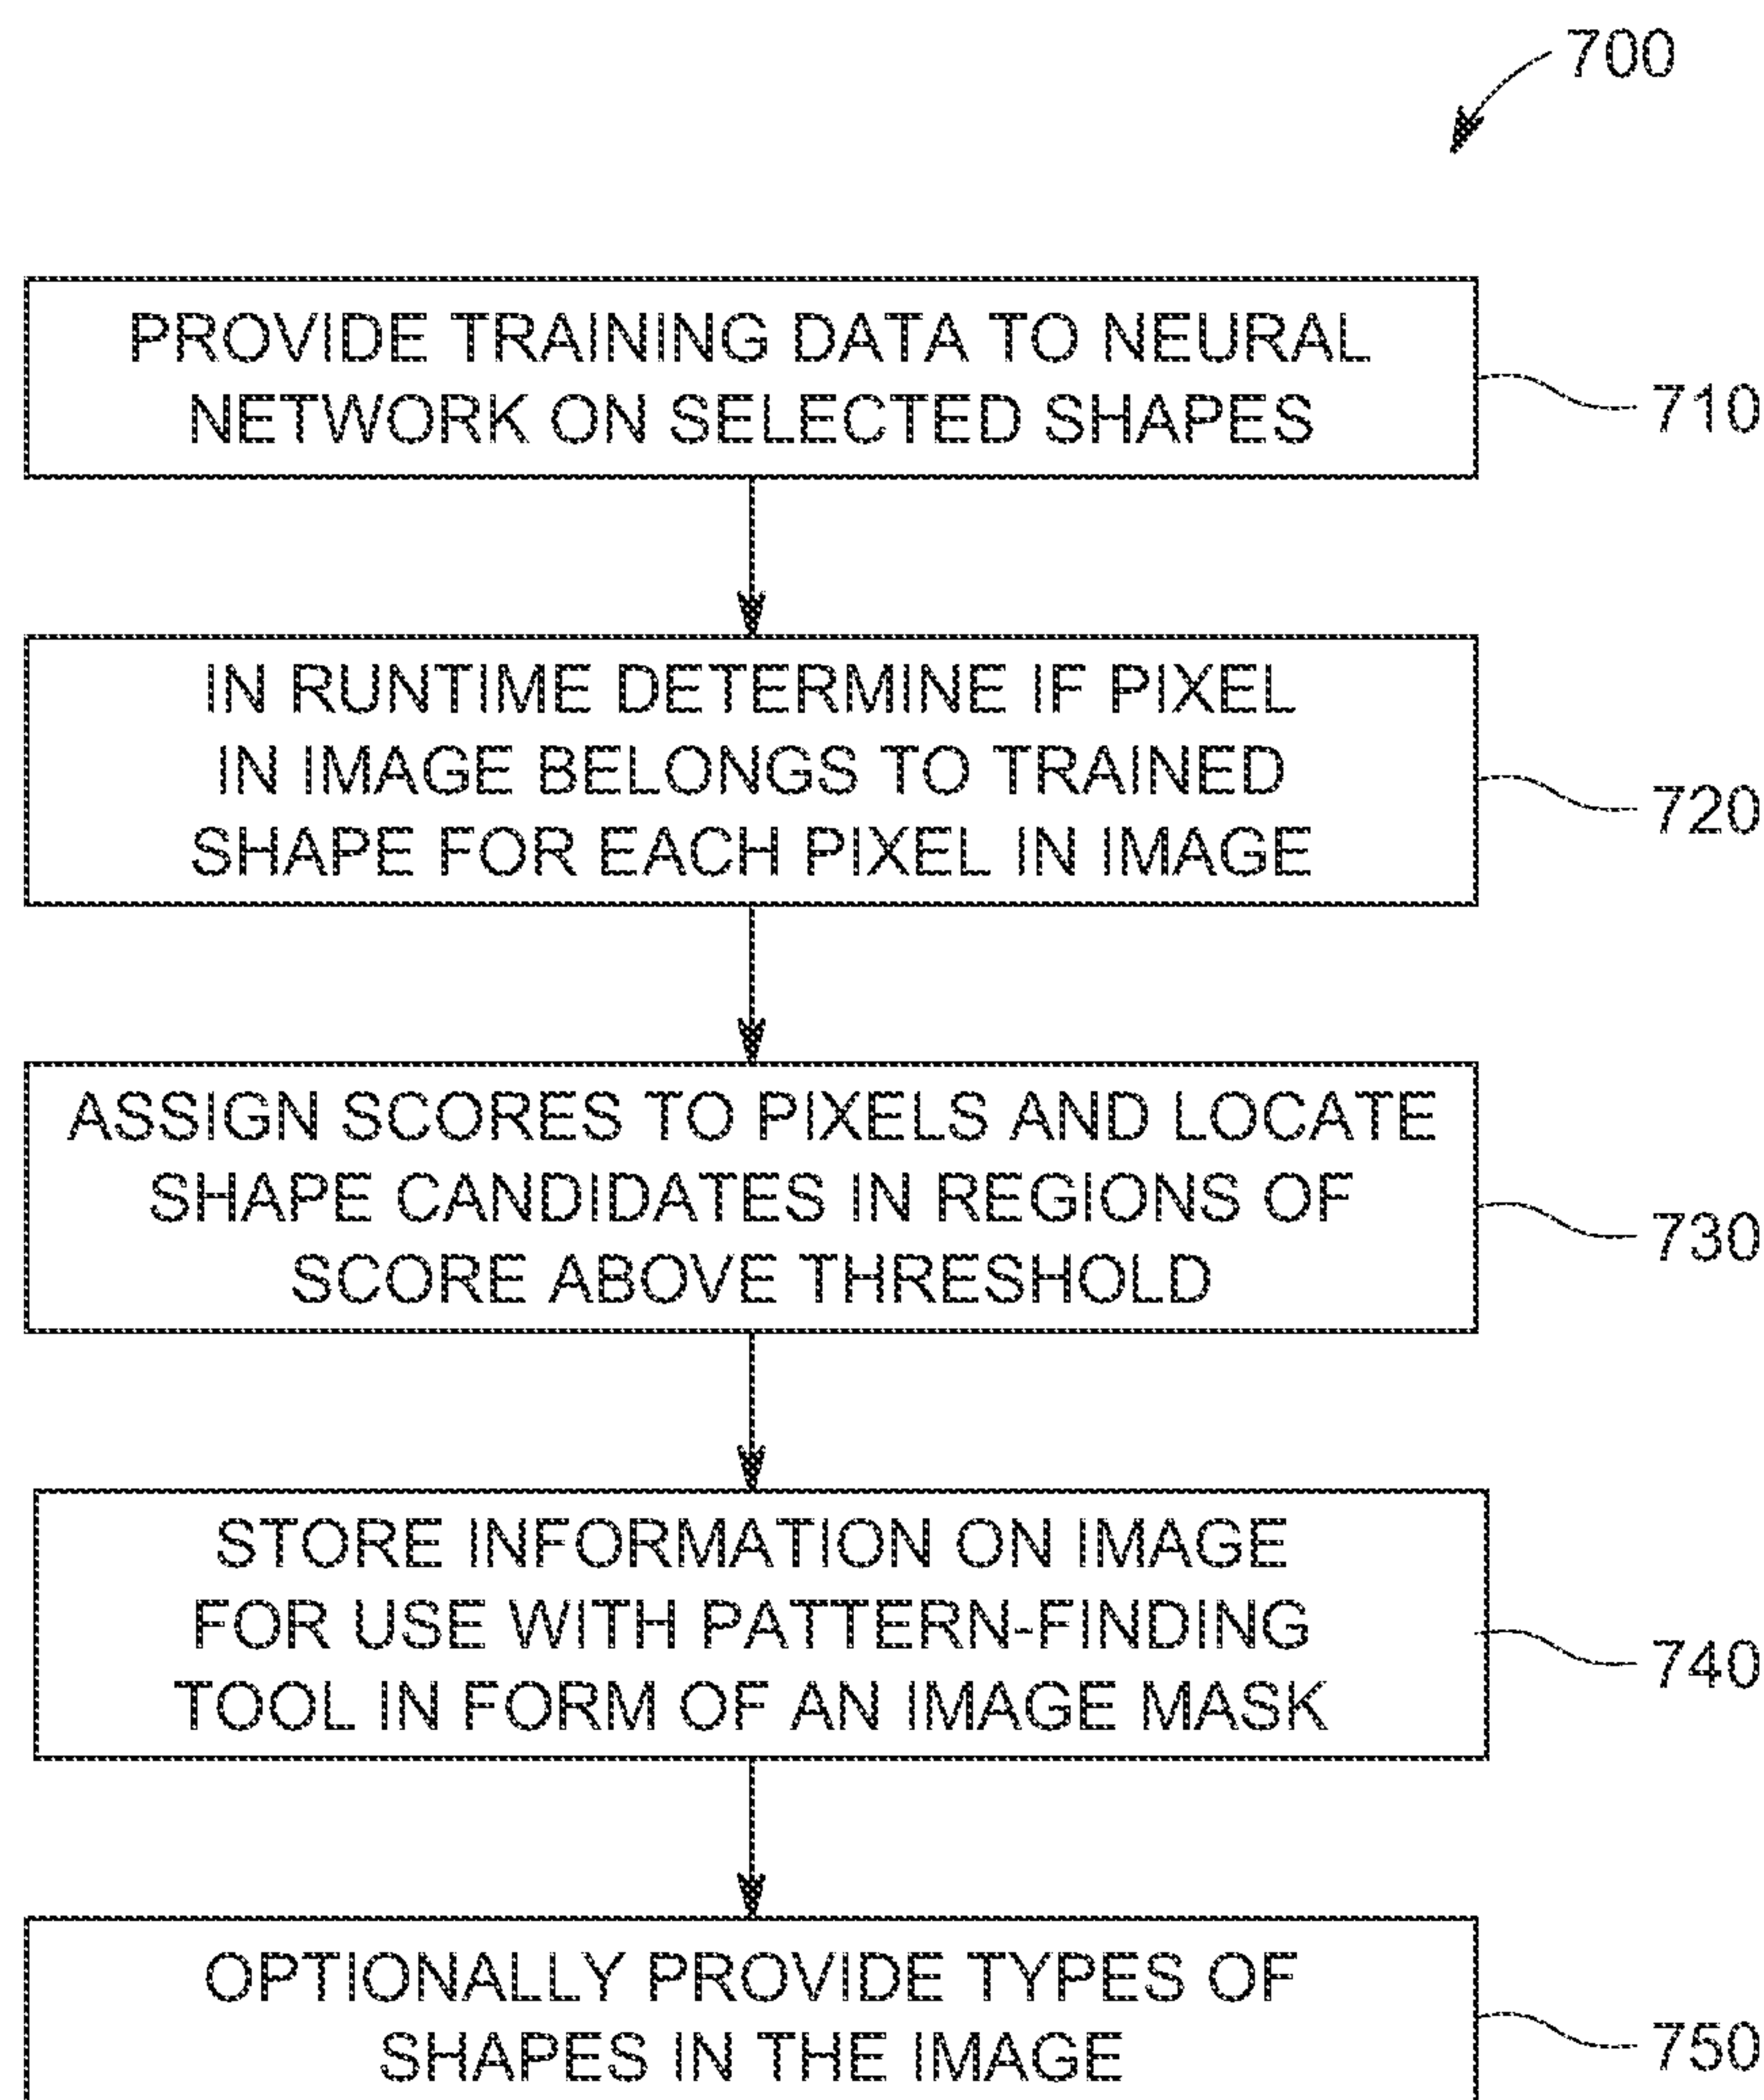 700
PROVIDE TRAINING DATA TO NEURAL
NETWORK ON SELECTED SHAPES
710
IN RUNTIME DETERMINE IF PIXEL
IN IMAGE BELONGS TO TRAINED
SHAPE FOR EACH PIXEL IN IMAGE
720
ASSIGN SCORES TO PIXELS AND LOCATE
SHAPE CANDIDATES IN REGIONS OF
SCORE ABOVE THRESHOLD
730
STORE INFORMATION ON IMAGE
FOR USE WITH PATTERN-FINDING
TOOL IN FORM OF AN IMAGE MASK
740
OPTIONALLY PROVIDE TYPES OF
SHAPES IN THE IMAGE
750